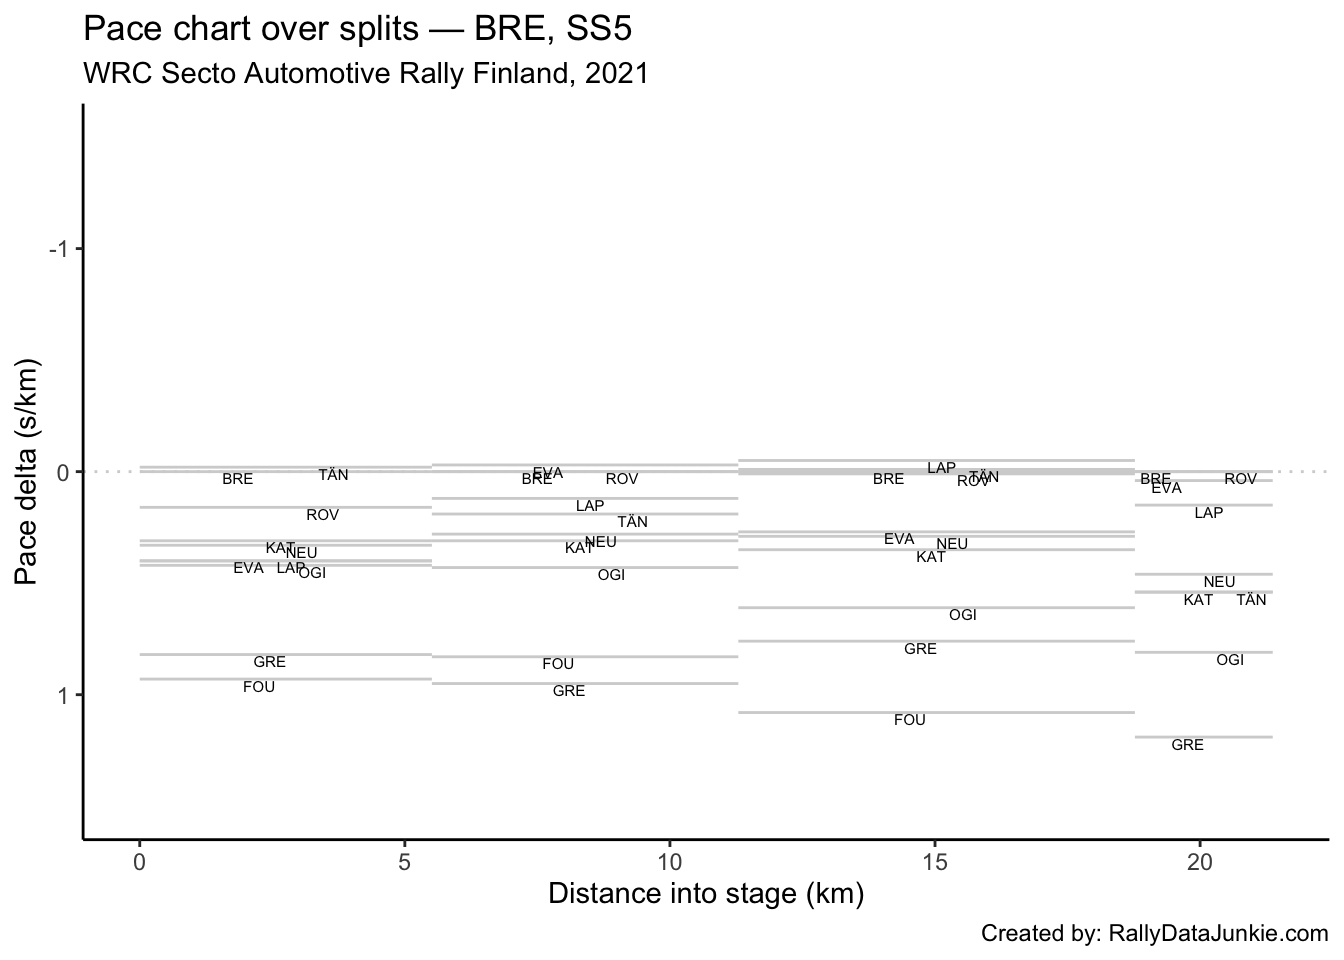 Pace chart over splits — BRE, SS5
WRC Secto Automotive Rally Finland, 2021
Pace delta (s/km)
-1
0
1
BRE TÄN
ROV
KAT NEU
EVA LAP OGI
GRE
FOU
BRE EVA ROV
LAP
TÄN
KAT NEU
OGI
FOU
GRE
BRE LAP ROV TÄN
EVA NEU
KAT
OGI
GRE
FOU
BRE EVA ROV
LAP
NEU
KAT TÄN
OGI
GRE
0 5 10 15 20
Distance into stage (km)
Created by: RallyDataJunkie.com